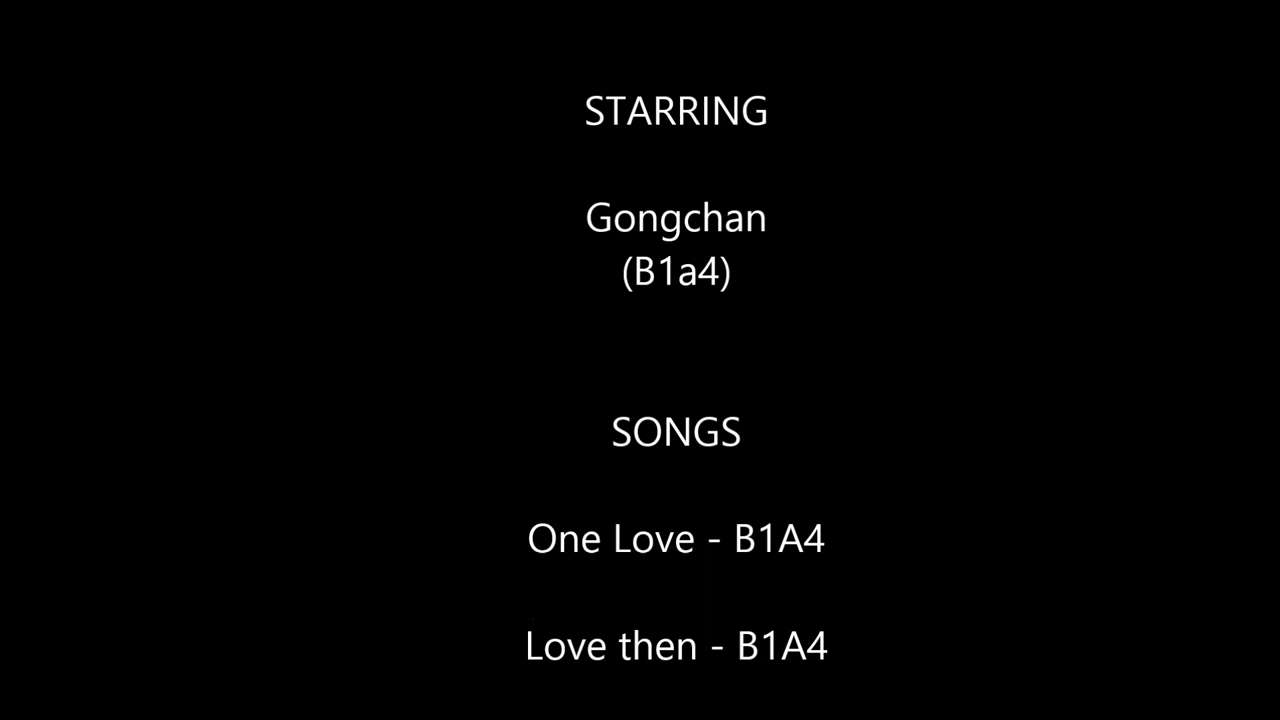 STARRING
Gongchan
(B1a4)
SONGS
One Love - B1A4
Love then - B1A4